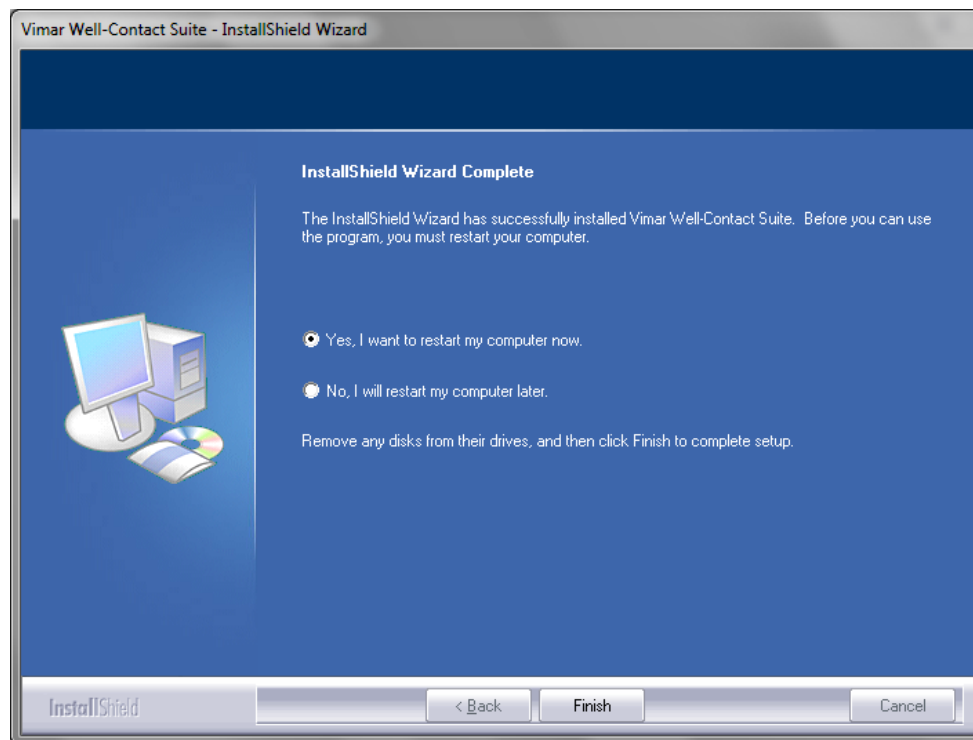 Vimar Well-Contact Suite - InstallShield Wizard
InstallShield Wizard Complete
The InstallShield Wizard has successfully installed Vimar Well-Contact Suite.  Before you can use
the program, you must restart your computer.
Yes, I want to restart my computer now.
No, I will restart my computer later.
Remove any disks from their drives, and then click Finish to complete setup.
InstallShield
< Back
Finish
Cancel